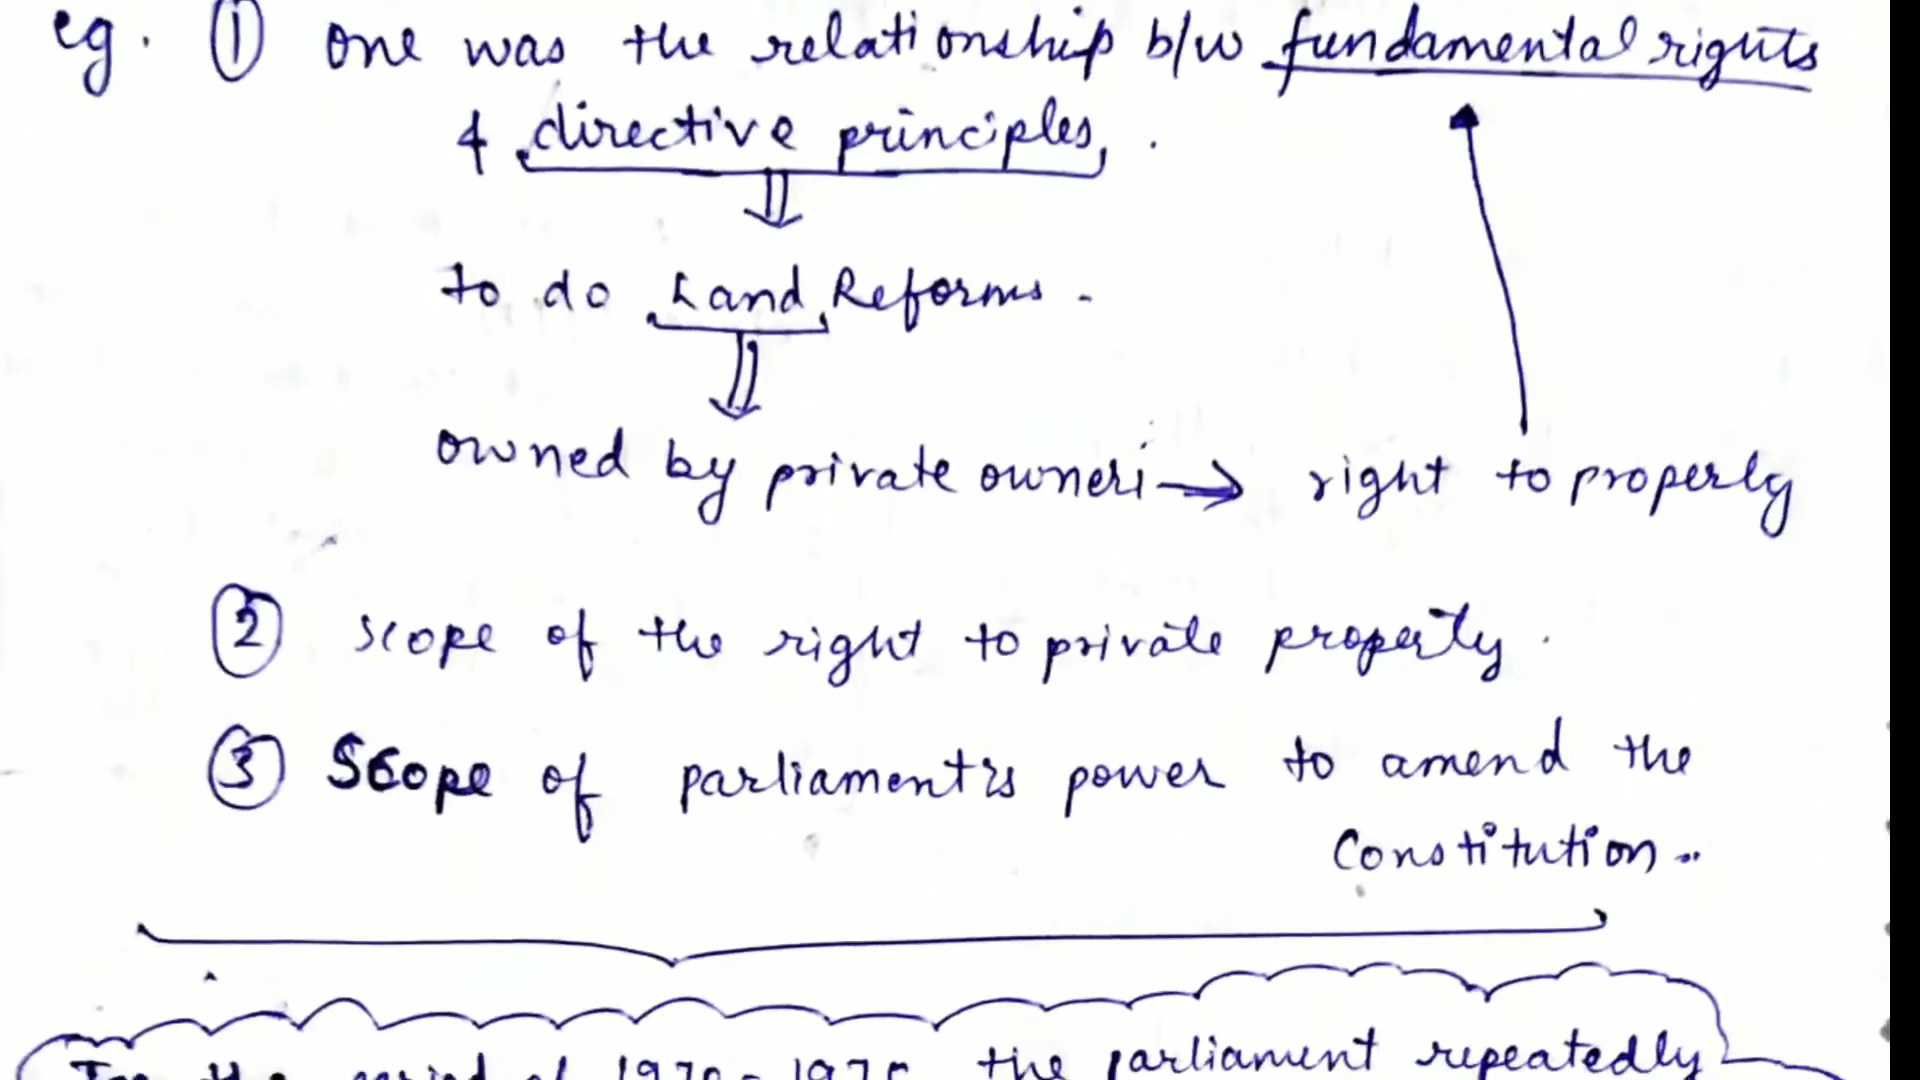 eg. ① one was the relationship b/w fundamental rights
& directive principles.
to do Land Reforms.
owned by private owners → right to property
② scope of the right to private property.
③ Scope of parliament's power to amend the
Constitution..
the parliament repeatedly